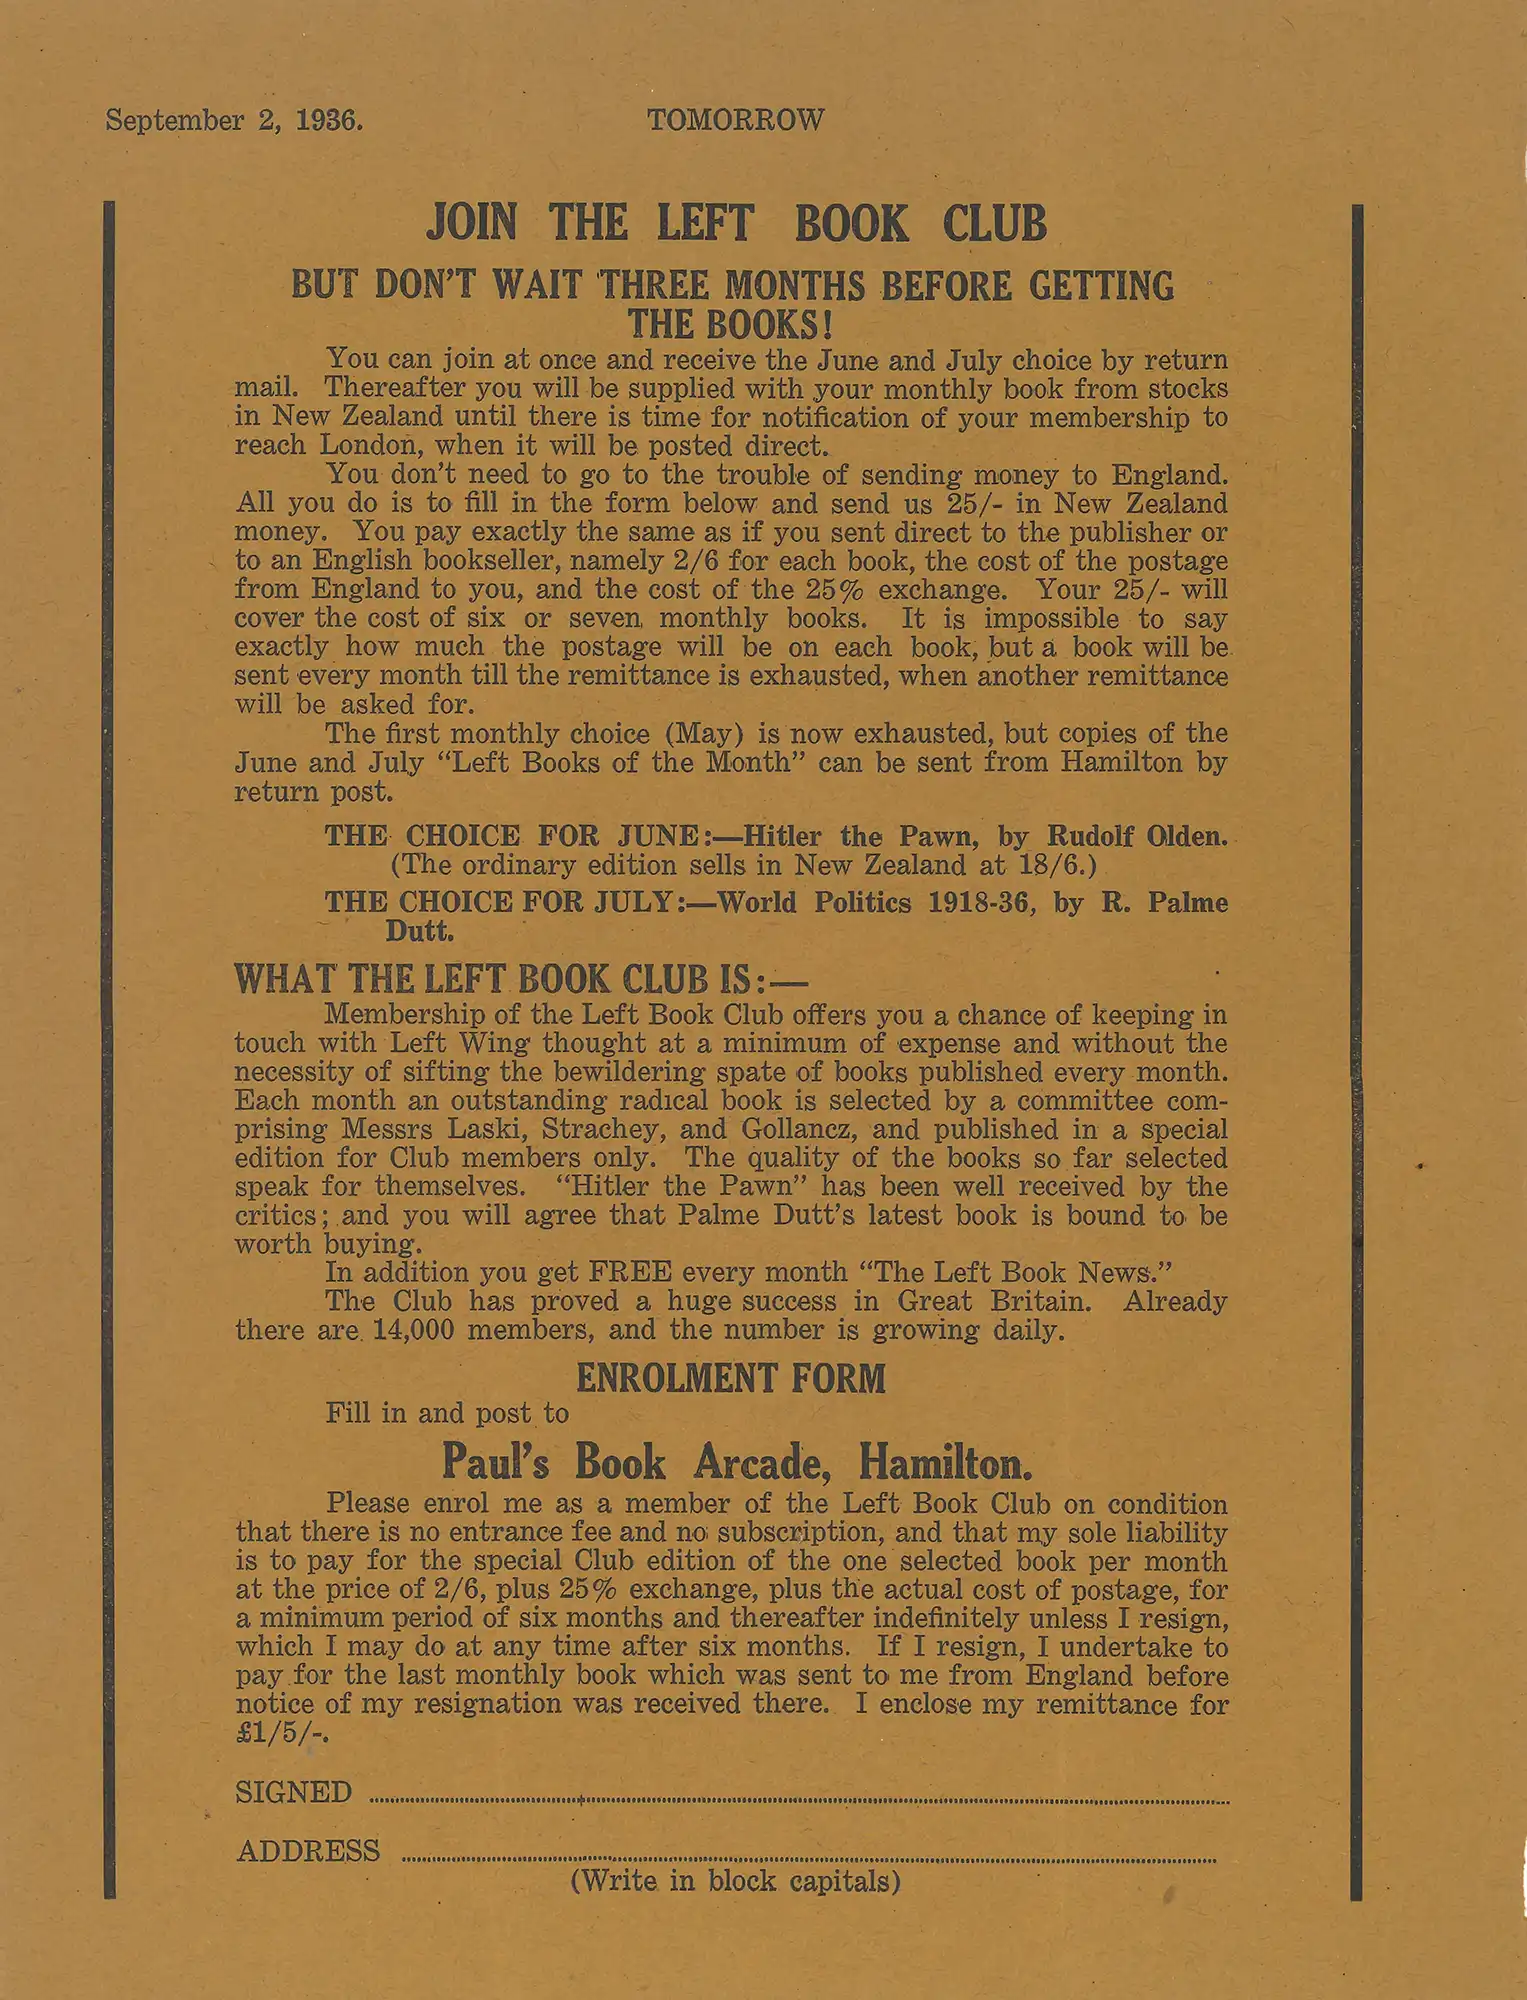 September 2, 1936. TOMORROW
JOIN THE LEFT BOOK CLUB
BUT DON'T WAIT THREE MONTHS BEFORE GETTING
THE BOOKS!
You can join at once and receive the June and July choice by return
mail. Thereafter you will be supplied with your monthly book from stocks
in New Zealand until there is time for notification of your membership to
reach London, when it will be posted direct.
You don't need to go to the trouble of sending money to England.
All you do is to fill in the form below and send us 25/- in New Zealand
money. You pay exactly the same as if you sent direct to the publisher or
to an English bookseller, namely 2/6 for each book, the cost of the postage
from England to you, and the cost of the 25% exchange. Your 25/- will
cover the cost of six or seven monthly books. It is impossible to say
exactly how much the postage will be on each book, but a book will be
sent every month till the remittance is exhausted, when another remittance
will be asked for.
The first monthly choice (May) is now exhausted, but copies of the
June and July “Left Books of the Month” can be sent from Hamilton by
return post.
THE CHOICE FOR JUNE:—Hitler the Pawn, by Rudolf Olden.
(The ordinary edition sells in New Zealand at 18/6.)
THE CHOICE FOR JULY:—World Politics 1918-36, by R. Palme
Dutt.
WHAT THE LEFT BOOK CLUB IS:—
Membership of the Left Book Club offers you a chance of keeping in
touch with Left Wing thought at a minimum of expense and without the
necessity of sifting the bewildering spate of books published every month.
Each month an outstanding radical book is selected by a committee com-
prising Messrs Laski, Strachey, and Gollancz, and published in a special
edition for Club members only. The quality of the books so far selected
speak for themselves. “Hitler the Pawn” has been well received by the
critics; and you will agree that Palme Dutt's latest book is bound to be
worth buying.
In addition you get FREE every month “The Left Book News.”
The Club has proved a huge success in Great Britain. Already
there are 14,000 members, and the number is growing daily.
ENROLMENT FORM
Fill in and post to
Paul's Book Arcade, Hamilton.
Please enrol me as a member of the Left Book Club on condition
that there is no entrance fee and no subscription, and that my sole liability
is to pay for the special Club edition of the one selected book per month
at the price of 2/6, plus 25% exchange, plus the actual cost of postage, for
a minimum period of six months and thereafter indefinitely unless I resign,
which I may do at any time after six months. If I resign, I undertake to
pay for the last monthly book which was sent to me from England before
notice of my resignation was received there. I enclose my remittance for
£1/5/-.
SIGNED
ADDRESS
(Write in block capitals)